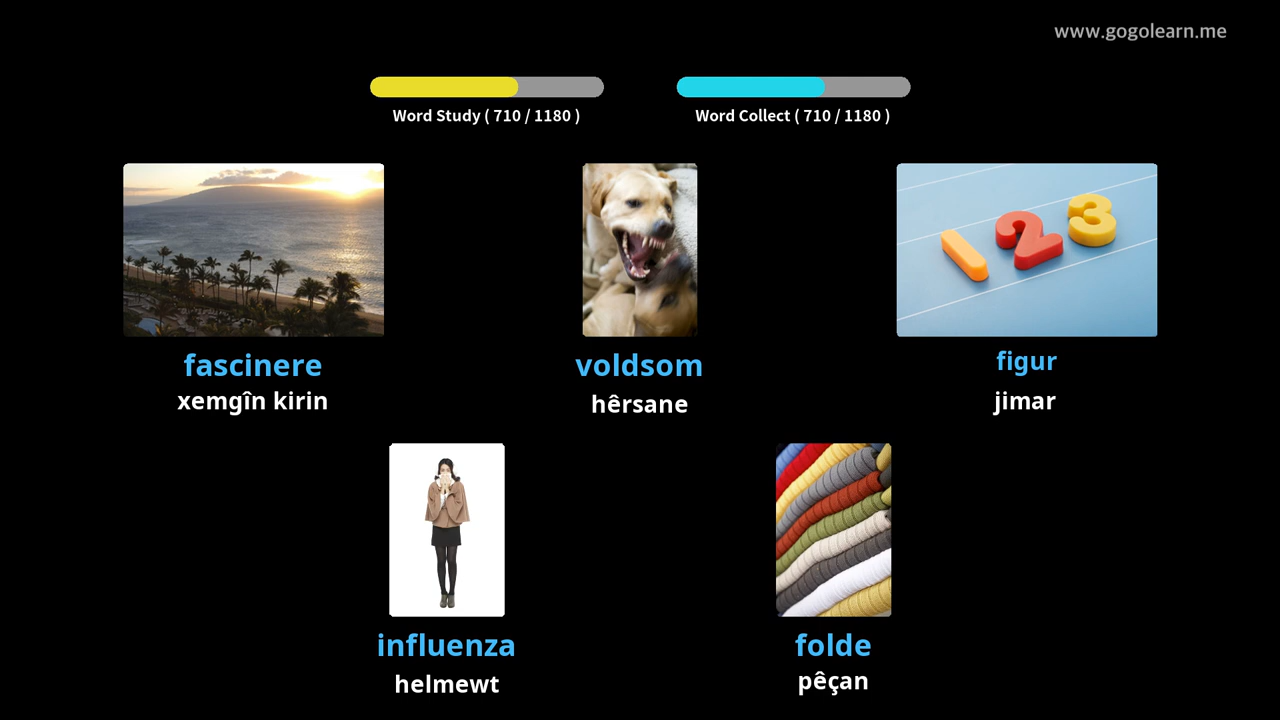 www.gogolearn.me
Word Study ( 710 / 1180 )
Word Collect ( 710 / 1180 )
fascinere
xemgîn kirin
voldsom
hêrsane
figur
jimar
influenza
helmewt
folde
pêçan